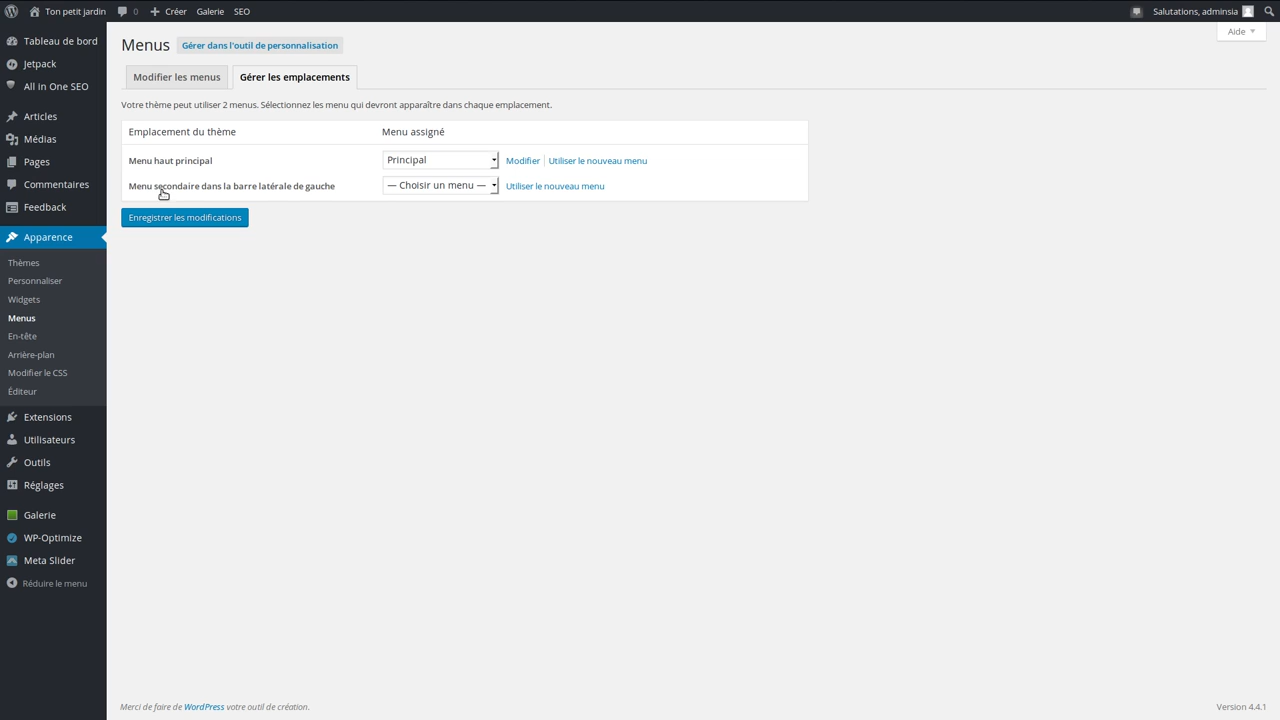 Ton petit jardin
0
Créer
Galerie
SEO
Salutations, adminsia
Tableau de bord
Jetpack
All in One SEO
Articles
Médias
Pages
Commentaires
Feedback
Apparence
Thèmes
Personnaliser
Widgets
Menus
En-tête
Arrière-plan
Modifier le CSS
Éditeur
Extensions
Utilisateurs
Outils
Réglages
Galerie
WP-Optimize
Meta Slider
Réduire le menu
Aide
Menus
Gérer dans l'outil de personnalisation
Modifier les menus
Gérer les emplacements
Votre thème peut utiliser 2 menus. Sélectionnez les menu qui devront apparaître dans chaque emplacement.
Emplacement du thème Menu assigné
Menu haut principal Principal Modifier Utiliser le nouveau menu
Menu secondaire dans la barre latérale de gauche — Choisir un menu — Utiliser le nouveau menu
Enregistrer les modifications
Merci de faire de WordPress votre outil de création.
Version 4.4.1